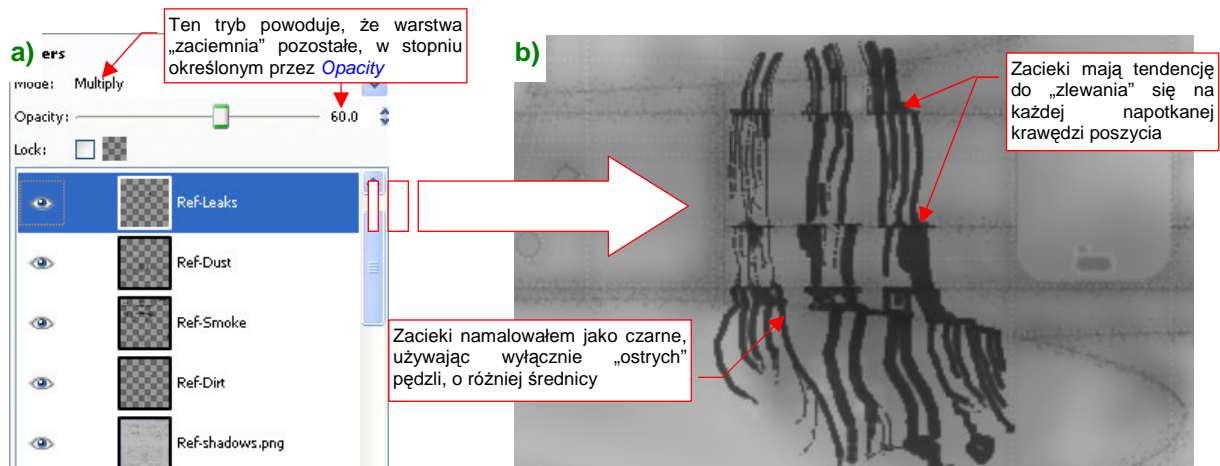 a)
ers
Mode:
Multiply
Opacity:
60.0
Lock:
Ref-Leaks
Ref-Dust
Ref-Smoke
Ref-Dirt
Ref-shadows.png
Ten tryb powoduje, że warstwa
„zaciemnia” pozostałe, w stopniu
określonym przez Opacity
b)
Zacieki mają tendencję
do „zlewania” się na
każdej napotkanej
krawędzi poszycia
Zacieki namalowałem jako czarne,
używając wyłącznie „ostrych”
pędzli, o różniej średnicy